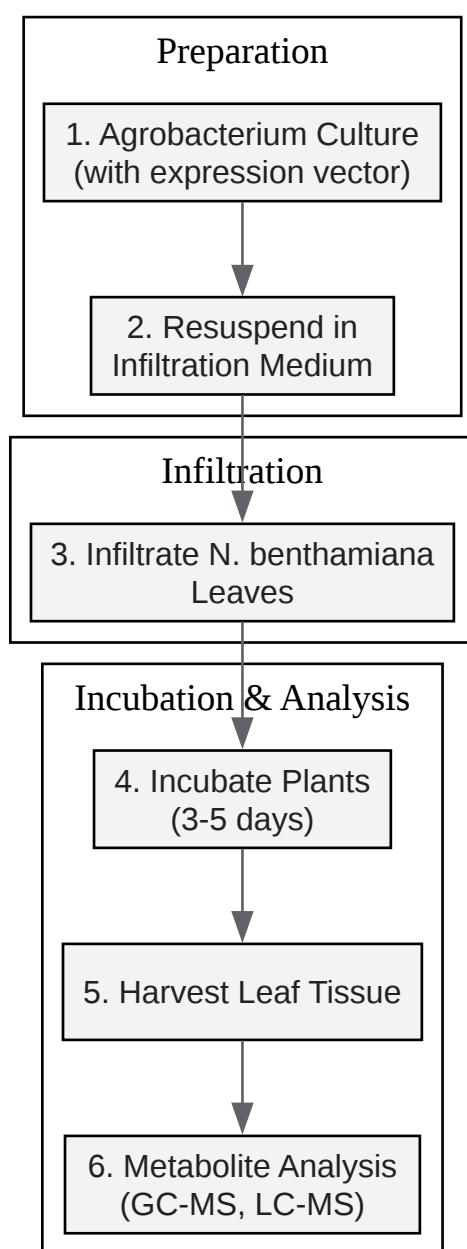 Preparation
1. Agrobacterium Culture
(with expression vector)
2. Resuspend in
Infiltration Medium
Infiltration
3. Infiltrate N. benthamiana
Leaves
Incubation & Analysis
4. Incubate Plants
(3-5 days)
5. Harvest Leaf Tissue
6. Metabolite Analysis
(GC-MS, LC-MS)